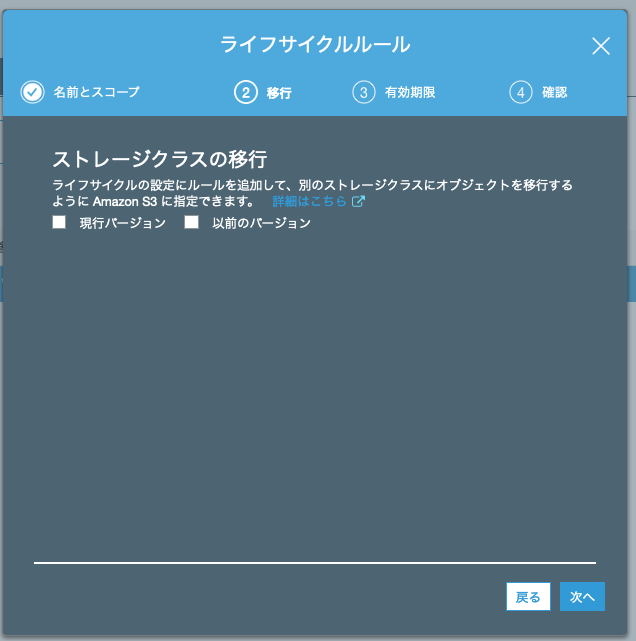 ライフサイクルルール
名前とスコープ
2 移行
3 有効期限
4 確認
ストレージクラスの移行
ライフサイクルの設定にルールを追加して、別のストレージクラスにオブジェクトを移行する
ように Amazon S3 に指定できます。 詳細はこちら
現行バージョン 以前のバージョン
戻る 次へ